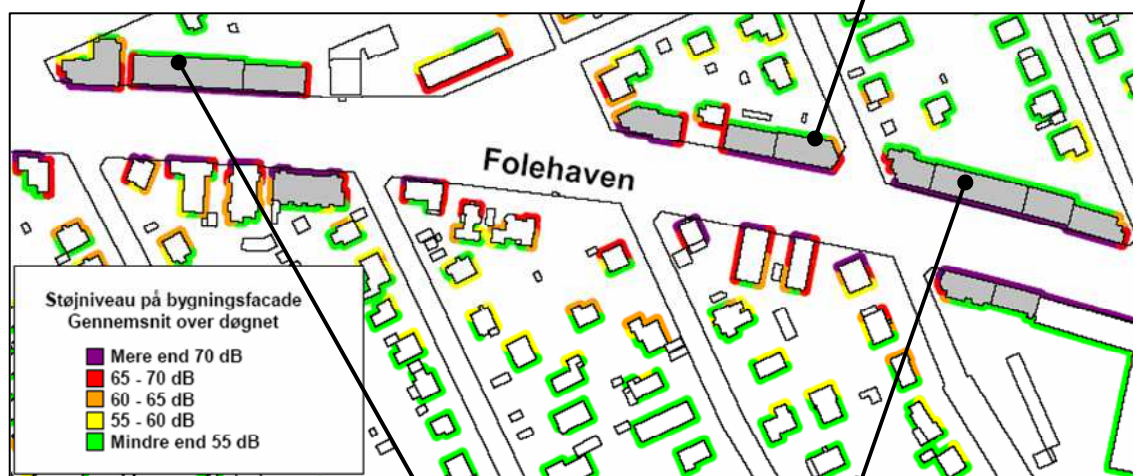 Folehaven
Støjniveau på bygningsfacade
Gennemsnit over døgnet
Mere end 70 dB
65 - 70 dB
60 - 65 dB
55 - 60 dB
Mindre end 55 dB